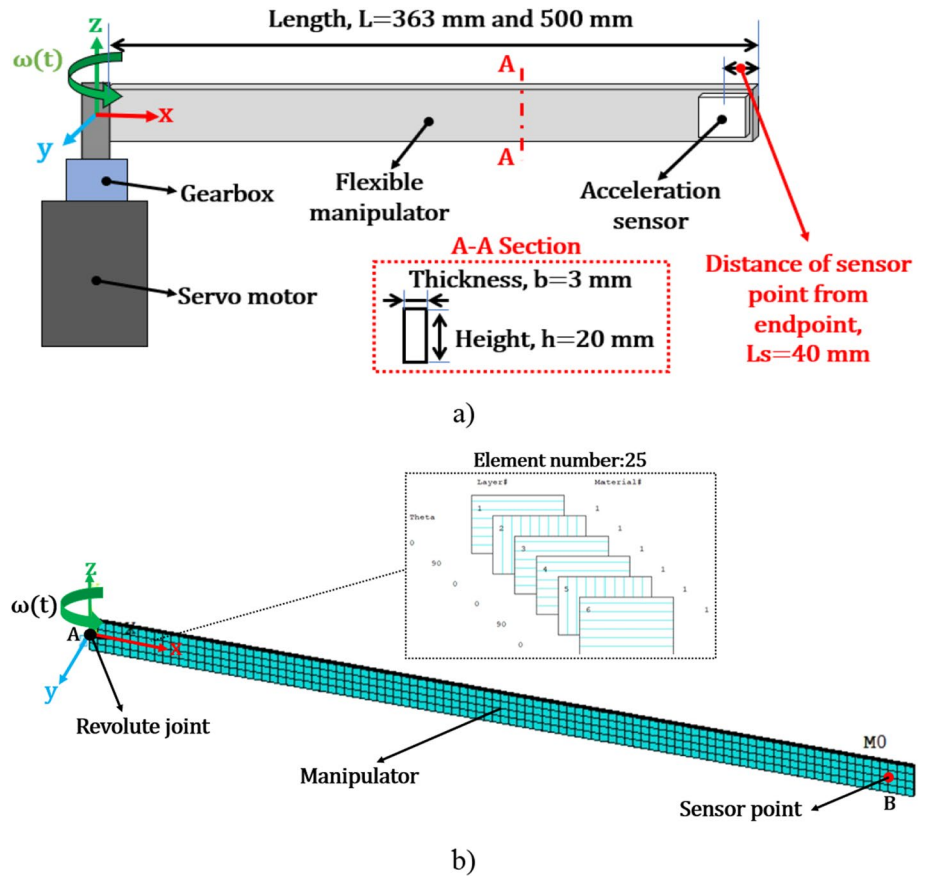 Length, L=363 mm and 500 mm
z
ω(t)
A
x
y
A
Gearbox
Flexible
manipulator
Acceleration
sensor
Servo motor
A-A Section
Thickness, b=3 mm
Height, h=20 mm
Distance of sensor
point from
endpoint,
Ls=40 mm
a)
Element number:25
Layer#
Material#
Theta
1
1
0
2
1
90
3
1
0
4
1
0
5
1
90
6
1
0
z
ω(t)
A
X
x
y
Revolute joint
Manipulator
M0
B
Sensor point
b)